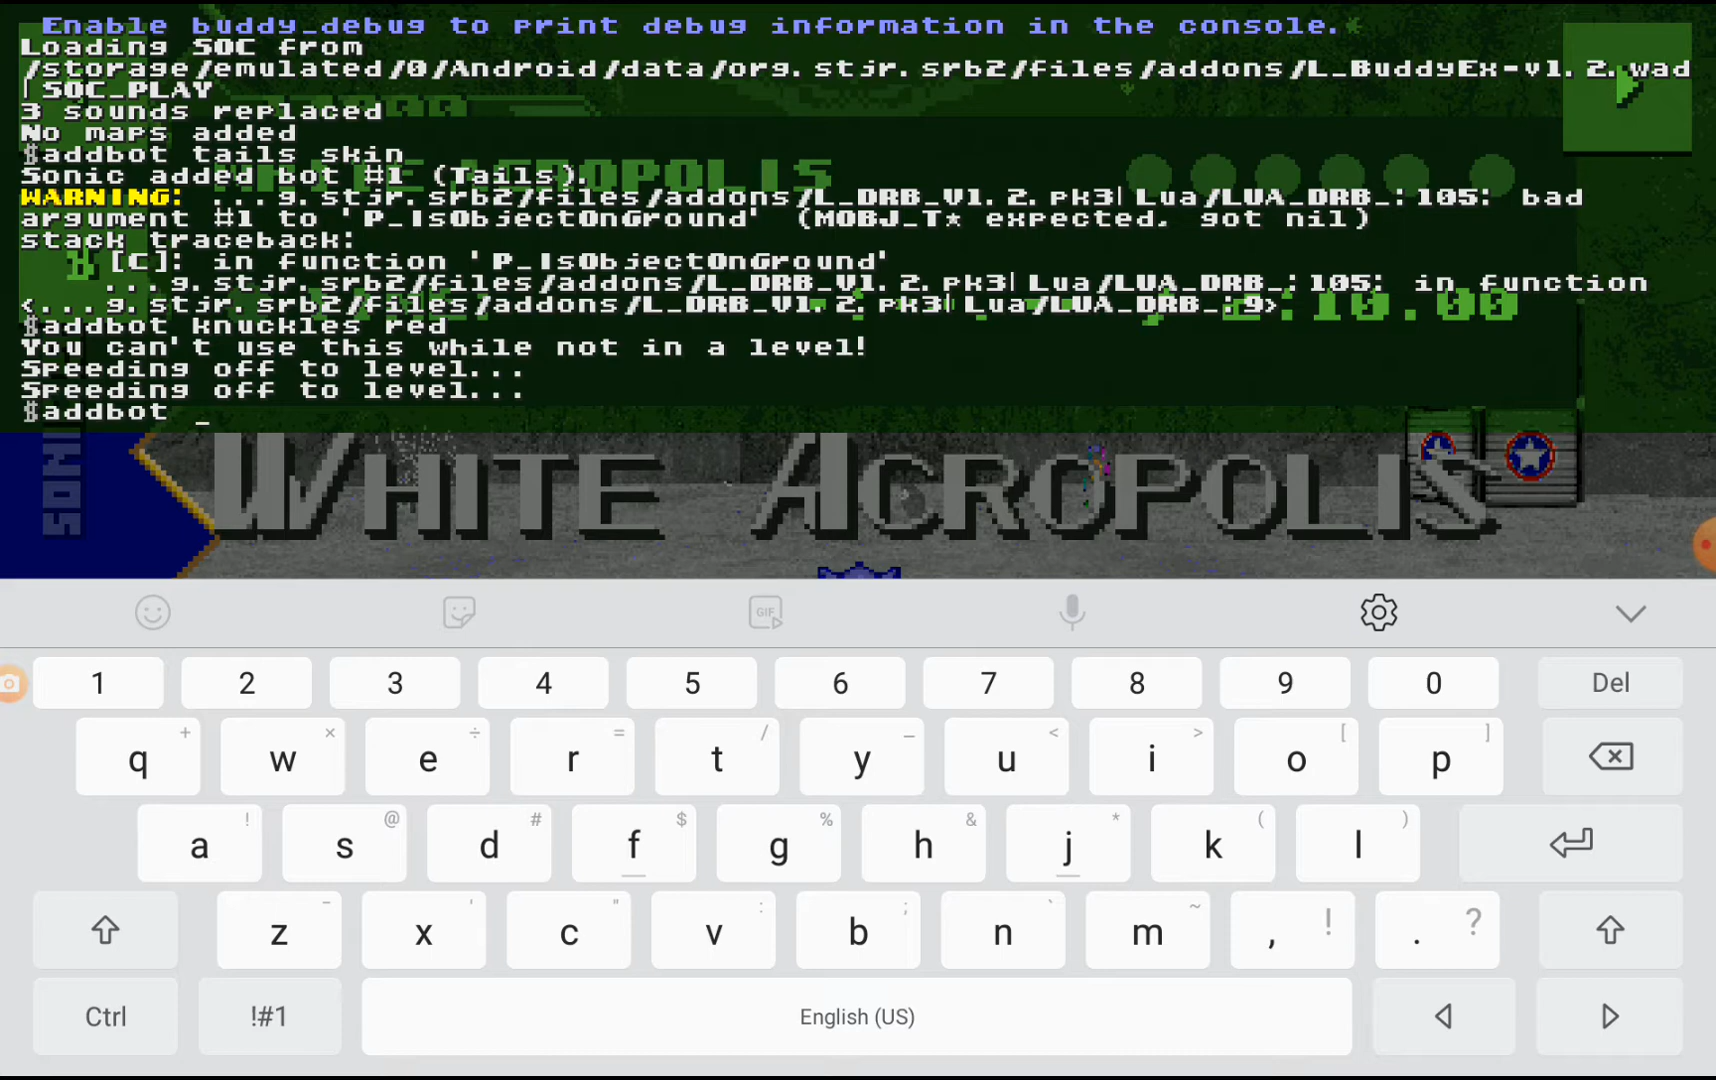 Enable buddy_debug to print debug information in the console.
Loading SOC from
/storage/emulated/0/Android/data/org.stjr.srb2/files/addons/L_BuddyEx-v1.2.wad
|SOC_PLAY
3 sounds replaced
No maps added
$addbot tails skin
Sonic added bot #1 (Tails).
WARNING: ...g.stjr.srb2/files/addons/L_DRB_V1.2.pk3|Lua/LUA_DRB_:105: bad
argument #1 to 'P_IsObjectOnGround' (MOBJ_T* expected, got nil)
stack traceback:
[C]: in function 'P_IsObjectOnGround'
...g.stjr.srb2/files/addons/L_DRB_V1.2.pk3|Lua/LUA_DRB_:105: in function
<...g.stjr.srb2/files/addons/L_DRB_V1.2.pk3|Lua/LUA_DRB_:9>
$addbot knuckles red
You can't use this while not in a level!
Speeding off to level...
Speeding off to level...
$addbot _
SONI
WHITE ACROPOLIS
GIF
1 2 3 4 5 6 7 8 9 0 Del
+ × ÷ = / _ < > [ ]
q w e r t y u i o p
! @ # $ % & * ( )
a s d f g h j k l
- ' " : ; ` ~ ! ?
z x c v b n m , .
Ctrl !#1 English (US)